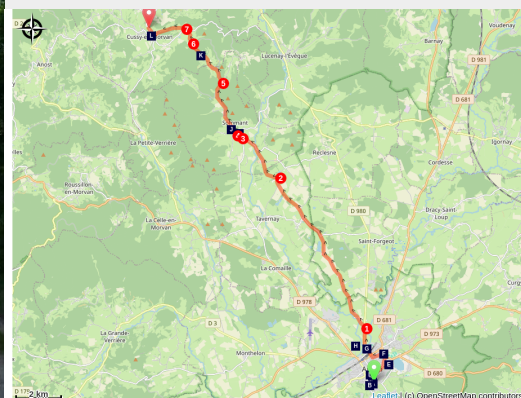 Voudenay
D 981
Barnay
Cussy-en-Morvan
L
7
6
K
Lucenay-l'Évêque
Anost
5
D 681
Igornay
J
3
La Petite-Verrière
Reclesne
Cordesse
Roussillon-
en-Morvan
2
La Celle-en-
Morvan
Tavernay
D 980
Dracy-Saint-
Loup
Saint-Forgeot
La Comaille
D 978
D 3
D 681
1
D 973
La Grande
Verrière
Monthelon
H
G
F
E
D 680
B
2 km
Leaflet | (c) OpenStreetMap contributors